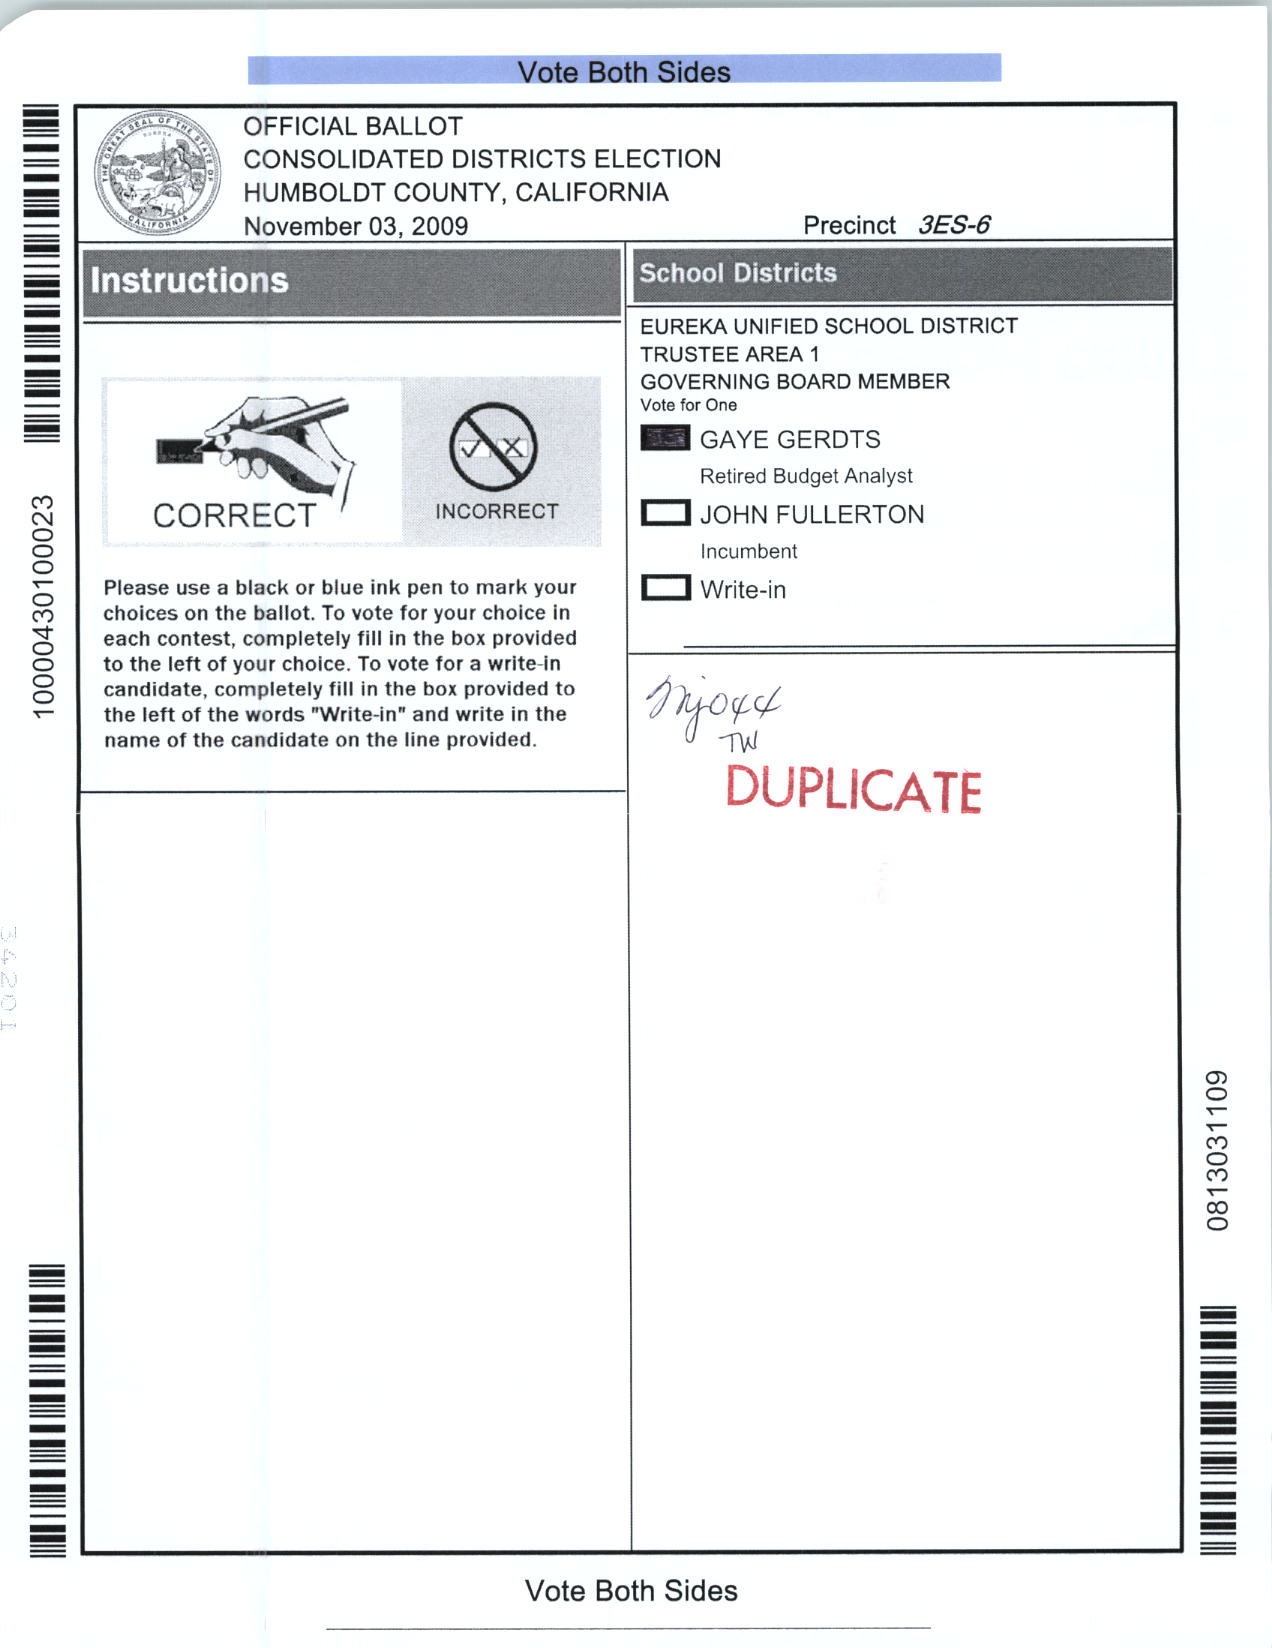 Vote Both Sides
THE GREAT SEAL OF THE STATE OF CALIFORNIA
EUREKA
OFFICIAL BALLOT
CONSOLIDATED DISTRICTS ELECTION
HUMBOLDT COUNTY, CALIFORNIA
November 03, 2009
Precinct 3ES-6
Instructions
CORRECT
INCORRECT
Please use a black or blue ink pen to mark your
choices on the ballot. To vote for your choice in
each contest, completely fill in the box provided
to the left of your choice. To vote for a write-in
candidate, completely fill in the box provided to
the left of the words "Write-in" and write in the
name of the candidate on the line provided.
School Districts
EUREKA UNIFIED SCHOOL DISTRICT
TRUSTEE AREA 1
GOVERNING BOARD MEMBER
Vote for One
GAYE GERDTS
Retired Budget Analyst
JOHN FULLERTON
Incumbent
Write-in
TW
DUPLICATE
10000430100023
34201
0813031109
Vote Both Sides